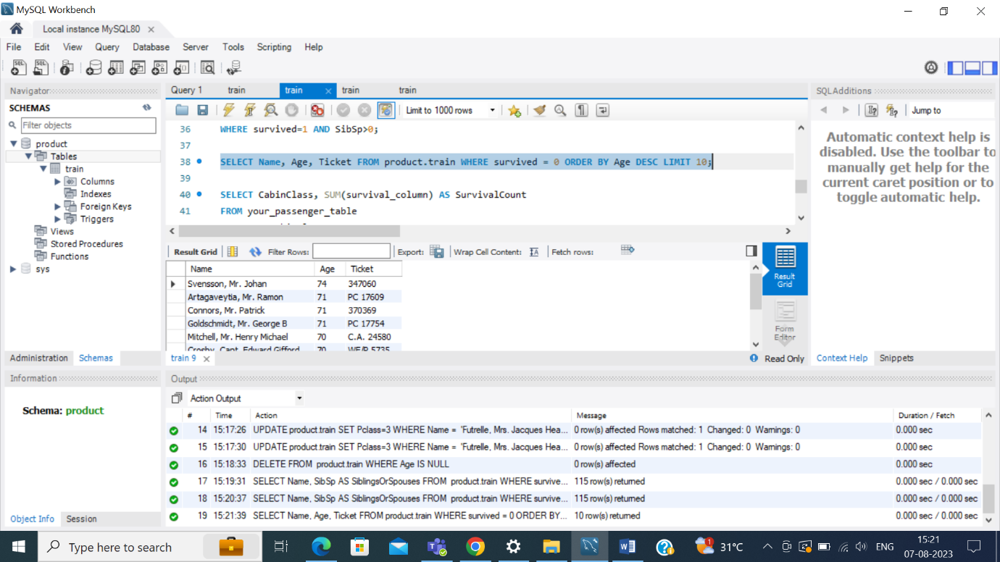 MySQL Workbench
Local instance MySQL80
File Edit View Query Database Server Tools Scripting Help
Navigator
SCHEMAS
Filter objects
product
Tables
train
Columns
Indexes
Foreign Keys
Triggers
Views
Stored Procedures
Functions
sys
Administration Schemas
Information
Schema: product
Object Info Session
Query 1 train train train train
Limit to 1000 rows
36 WHERE survived=1 AND SibSp>0;
37
38 SELECT Name, Age, Ticket FROM product.train WHERE survived = 0 ORDER BY Age DESC LIMIT 10;
39
40 SELECT CabinClass, SUM(survival_column) AS SurvivalCount
41 FROM your_passenger_table
Result Grid Filter Rows: Export: Wrap Cell Content: Fetch rows:
Name Age Ticket
Svensson, Mr. Johan 74 347060
Artagaveytia, Mr. Ramon 71 PC 17609
Connors, Mr. Patrick 71 370369
Goldschmidt, Mr. George B 71 PC 17754
Mitchell, Mr. Henry Michael 70 C.A. 24580
Crosby, Capt. Edward Gifford 70 WE/P 5735
Result
Grid
Form
Editor
train 9
Read Only
SQLAdditions
Jump to
Automatic context help is
disabled. Use the toolbar to
manually get help for the
current caret position or to
toggle automatic help.
Context Help Snippets
Output
Action Output
# Time Action Message Duration / Fetch
14 15:17:26 UPDATE product.train SET Pclass=3 WHERE Name = 'Futrelle, Mrs. Jacques Hea... 0 row(s) affected Rows matched: 1 Changed: 0 Warnings: 0 0.000 sec
15 15:17:30 UPDATE product.train SET Pclass=3 WHERE Name = 'Futrelle, Mrs. Jacques Hea... 0 row(s) affected Rows matched: 1 Changed: 0 Warnings: 0 0.000 sec
16 15:18:33 DELETE FROM product.train WHERE Age IS NULL 0 row(s) affected 0.000 sec
17 15:19:31 SELECT Name, SibSp AS SiblingsOrSpouses FROM product.train WHERE survive... 115 row(s) returned 0.000 sec / 0.000 sec
18 15:20:37 SELECT Name, SibSp AS SiblingsOrSpouses FROM product.train WHERE survive... 115 row(s) returned 0.000 sec / 0.000 sec
19 15:21:39 SELECT Name, Age, Ticket FROM product.train WHERE survived = 0 ORDER BY... 10 row(s) returned 0.000 sec / 0.000 sec
Type here to search
1
31°C
ENG
15:21
07-08-2023